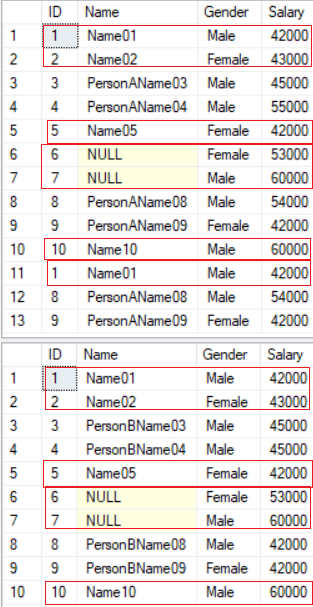 ID Name Gender Salary
1 1 Name01 Male 42000
2 2 Name02 Female 43000
3 3 PersonAName03 Male 45000
4 4 PersonAName04 Male 55000
5 5 Name05 Female 42000
6 6 NULL Female 53000
7 7 NULL Male 60000
8 8 PersonAName08 Male 54000
9 9 PersonAName09 Female 42000
10 10 Name10 Male 60000
11 1 Name01 Male 42000
12 8 PersonAName08 Male 54000
13 9 PersonAName09 Female 42000
ID Name Gender Salary
1 1 Name01 Male 42000
2 2 Name02 Female 43000
3 3 PersonBName03 Male 45000
4 4 PersonBName04 Male 45000
5 5 Name05 Female 42000
6 6 NULL Female 53000
7 7 NULL Male 60000
8 8 PersonBName08 Male 42000
9 9 PersonBName09 Female 42000
10 10 Name10 Male 60000